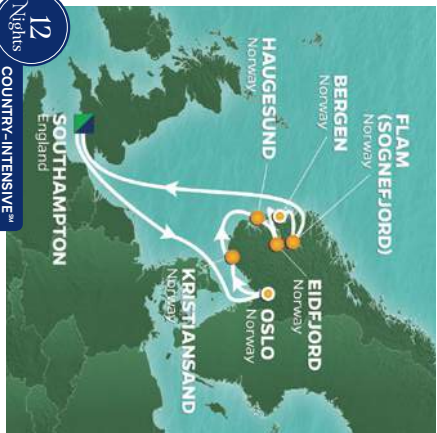 12
Nights
COUNTRY-INTENSIVE℠
FLAM
(SOGNEFJORD)
Norway
BERGEN
Norway
HAUGESUND
Norway
EIDFJORD
Norway
OSLO
Norway
KRISTIANSAND
Norway
SOUTHAMPTON
England